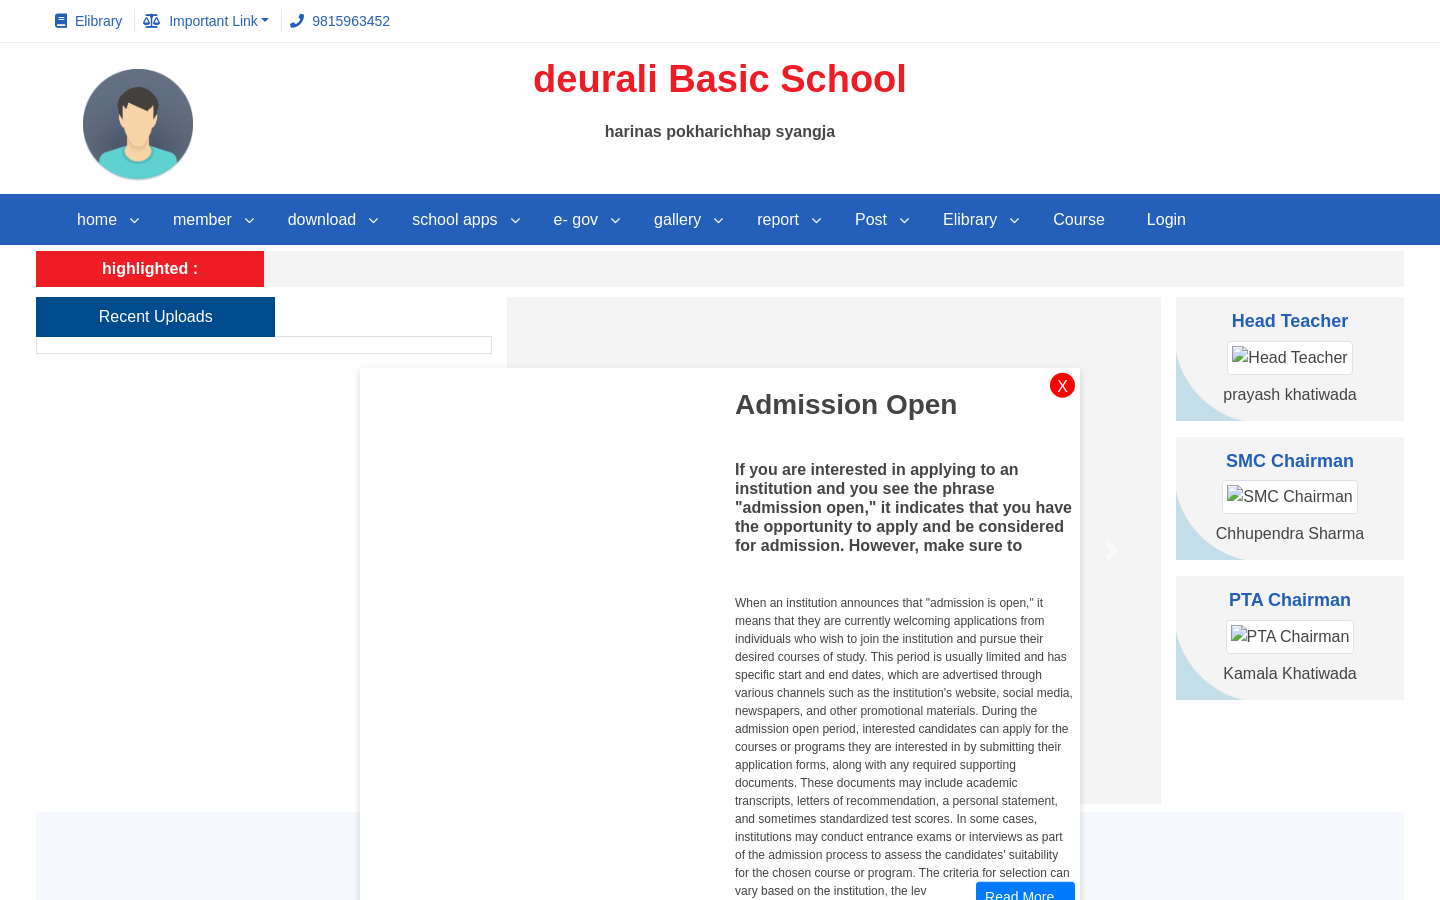 Elibrary
Important Link
9815963452
deurali Basic School
harinas pokharichhap syangja
home
member
download
school apps
e- gov
gallery
report
Post
Elibrary
Course
Login
highlighted :
Recent Uploads
Head Teacher
Head Teacher
prayash khatiwada
SMC Chairman
SMC Chairman
Chhupendra Sharma
PTA Chairman
PTA Chairman
Kamala Khatiwada
X
Admission Open
If you are interested in applying to an
institution and you see the phrase
"admission open," it indicates that you have
the opportunity to apply and be considered
for admission. However, make sure to
When an institution announces that "admission is open," it
means that they are currently welcoming applications from
individuals who wish to join the institution and pursue their
desired courses of study. This period is usually limited and has
specific start and end dates, which are advertised through
various channels such as the institution's website, social media,
newspapers, and other promotional materials. During the
admission open period, interested candidates can apply for the
courses or programs they are interested in by submitting their
application forms, along with any required supporting
documents. These documents may include academic
transcripts, letters of recommendation, a personal statement,
and sometimes standardized test scores. In some cases,
institutions may conduct entrance exams or interviews as part
of the admission process to assess the candidates' suitability
for the chosen course or program. The criteria for selection can
vary based on the institution, the lev
Read More